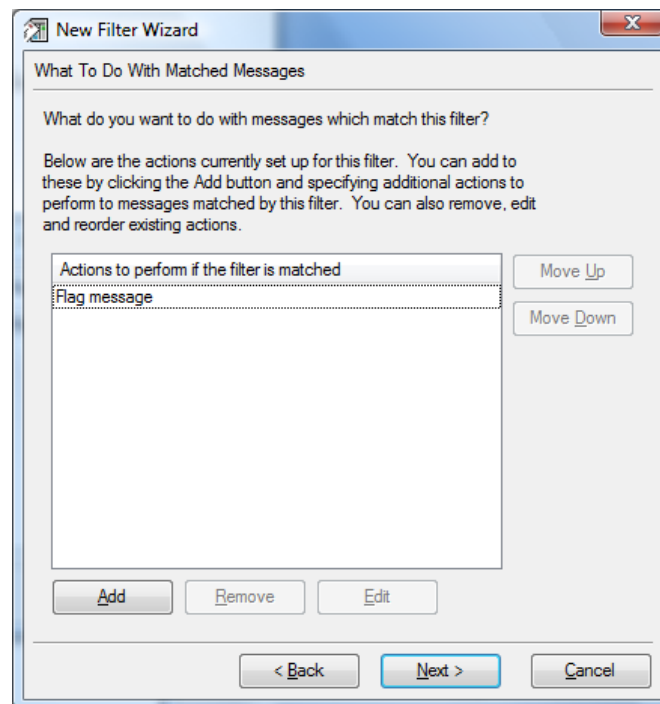 New Filter Wizard
What To Do With Matched Messages
What do you want to do with messages which match this filter?
Below are the actions currently set up for this filter. You can add to
these by clicking the Add button and specifying additional actions to
perform to messages matched by this filter. You can also remove, edit
and reorder existing actions.
Actions to perform if the filter is matched
Flag message
Move Up
Move Down
Add Remove Edit
< Back Next > Cancel